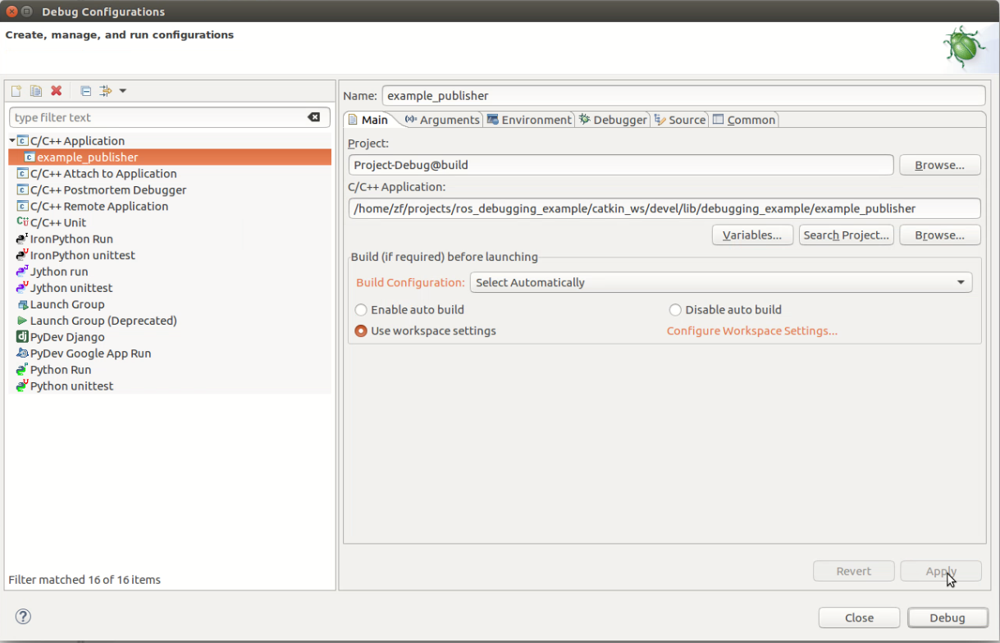 Debug Configurations
Create, manage, and run configurations
type filter text
C/C++ Application
example_publisher
C/C++ Attach to Application
C/C++ Postmortem Debugger
C/C++ Remote Application
C/C++ Unit
IronPython Run
IronPython unittest
Jython run
Jython unittest
Launch Group
Launch Group (Deprecated)
PyDev Django
PyDev Google App Run
Python Run
Python unittest
Filter matched 16 of 16 items
Name: example_publisher
Main Arguments Environment Debugger Source Common
Project:
Project-Debug@build Browse...
C/C++ Application:
/home/zf/projects/ros_debugging_example/catkin_ws/devel/lib/debugging_example/example_publisher
Variables... Search Project... Browse...
Build (if required) before launching
Build Configuration: Select Automatically
Enable auto build Disable auto build
Use workspace settings Configure Workspace Settings...
Revert Apply
? Close Debug